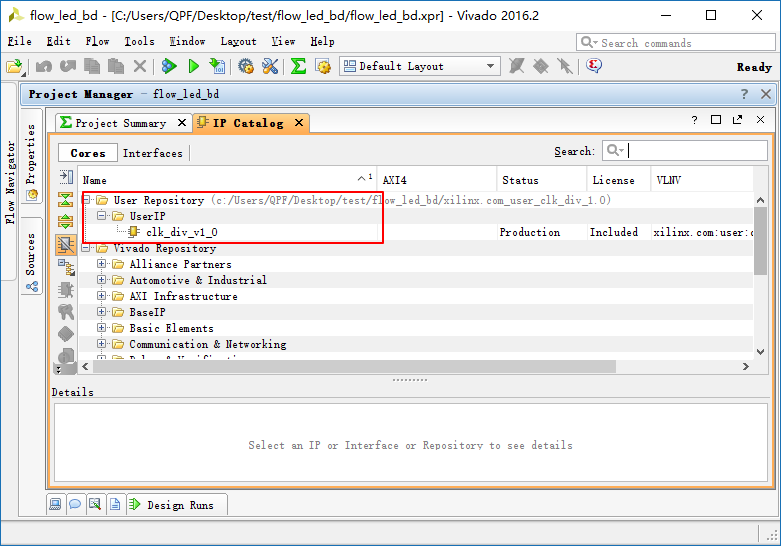 flow_led_bd - [C:/Users/QPF/Desktop/test/flow_led_bd/flow_led_bd.xpr] - Vivado 2016.2
File Edit Flow Tools Window Layout View Help
Search commands
Default Layout
Ready
Project Manager - flow_led_bd
Flow Navigator
Properties
Sources
Project Summary
IP Catalog
Cores
Interfaces
Search:
Name 1 AXI4 Status License VLNV
User Repository (c:/Users/QPF/Desktop/test/flow_led_bd/xilinx.com_user_clk_div_1.0)
UserIP
clk_div_v1_0 Production Included xilinx.com:user:
Vivado Repository
Alliance Partners
Automotive & Industrial
AXI Infrastructure
BaseIP
Basic Elements
Communication & Networking
Details
Select an IP or Interface or Repository to see details
Design Runs